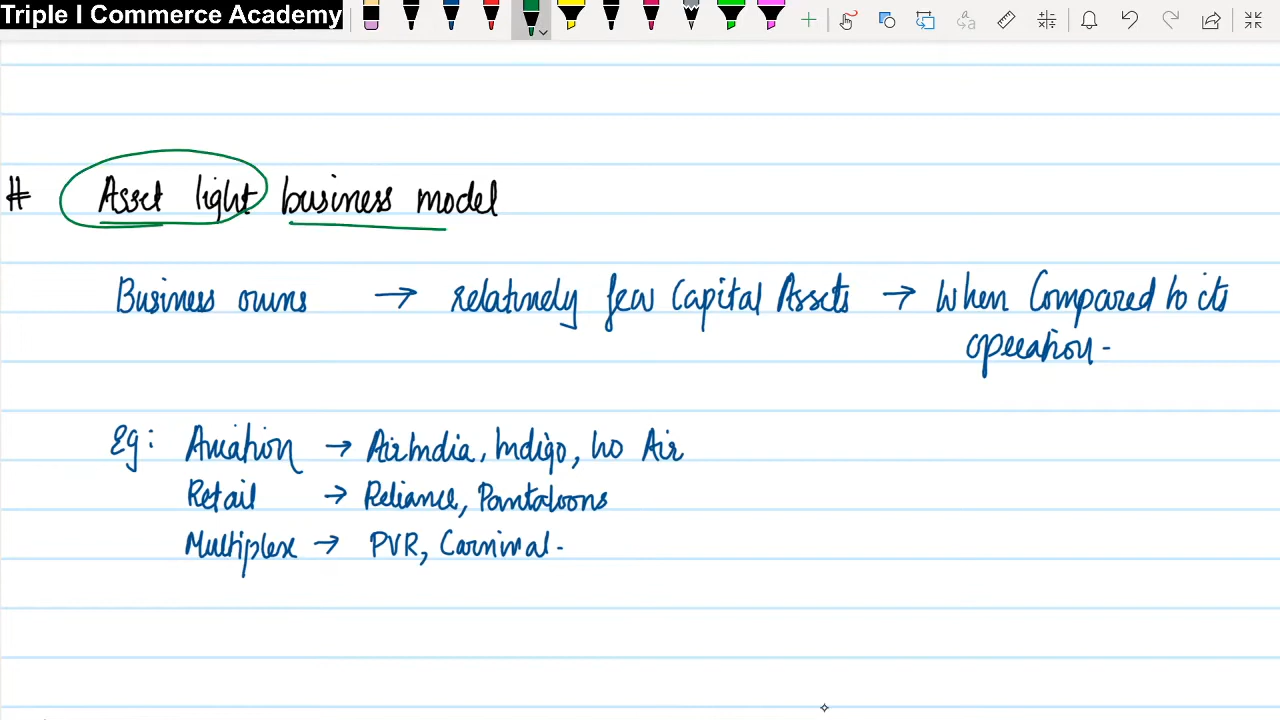 Triple I Commerce Academy
# Asset light business model
Business owns → relatively few Capital Assets → When Compared to its
operation -
Eg: Aviation → AirIndia, Indigo, Go Air
Retail → Reliance, Pantaloons
Multiplex → PVR, Carnival -